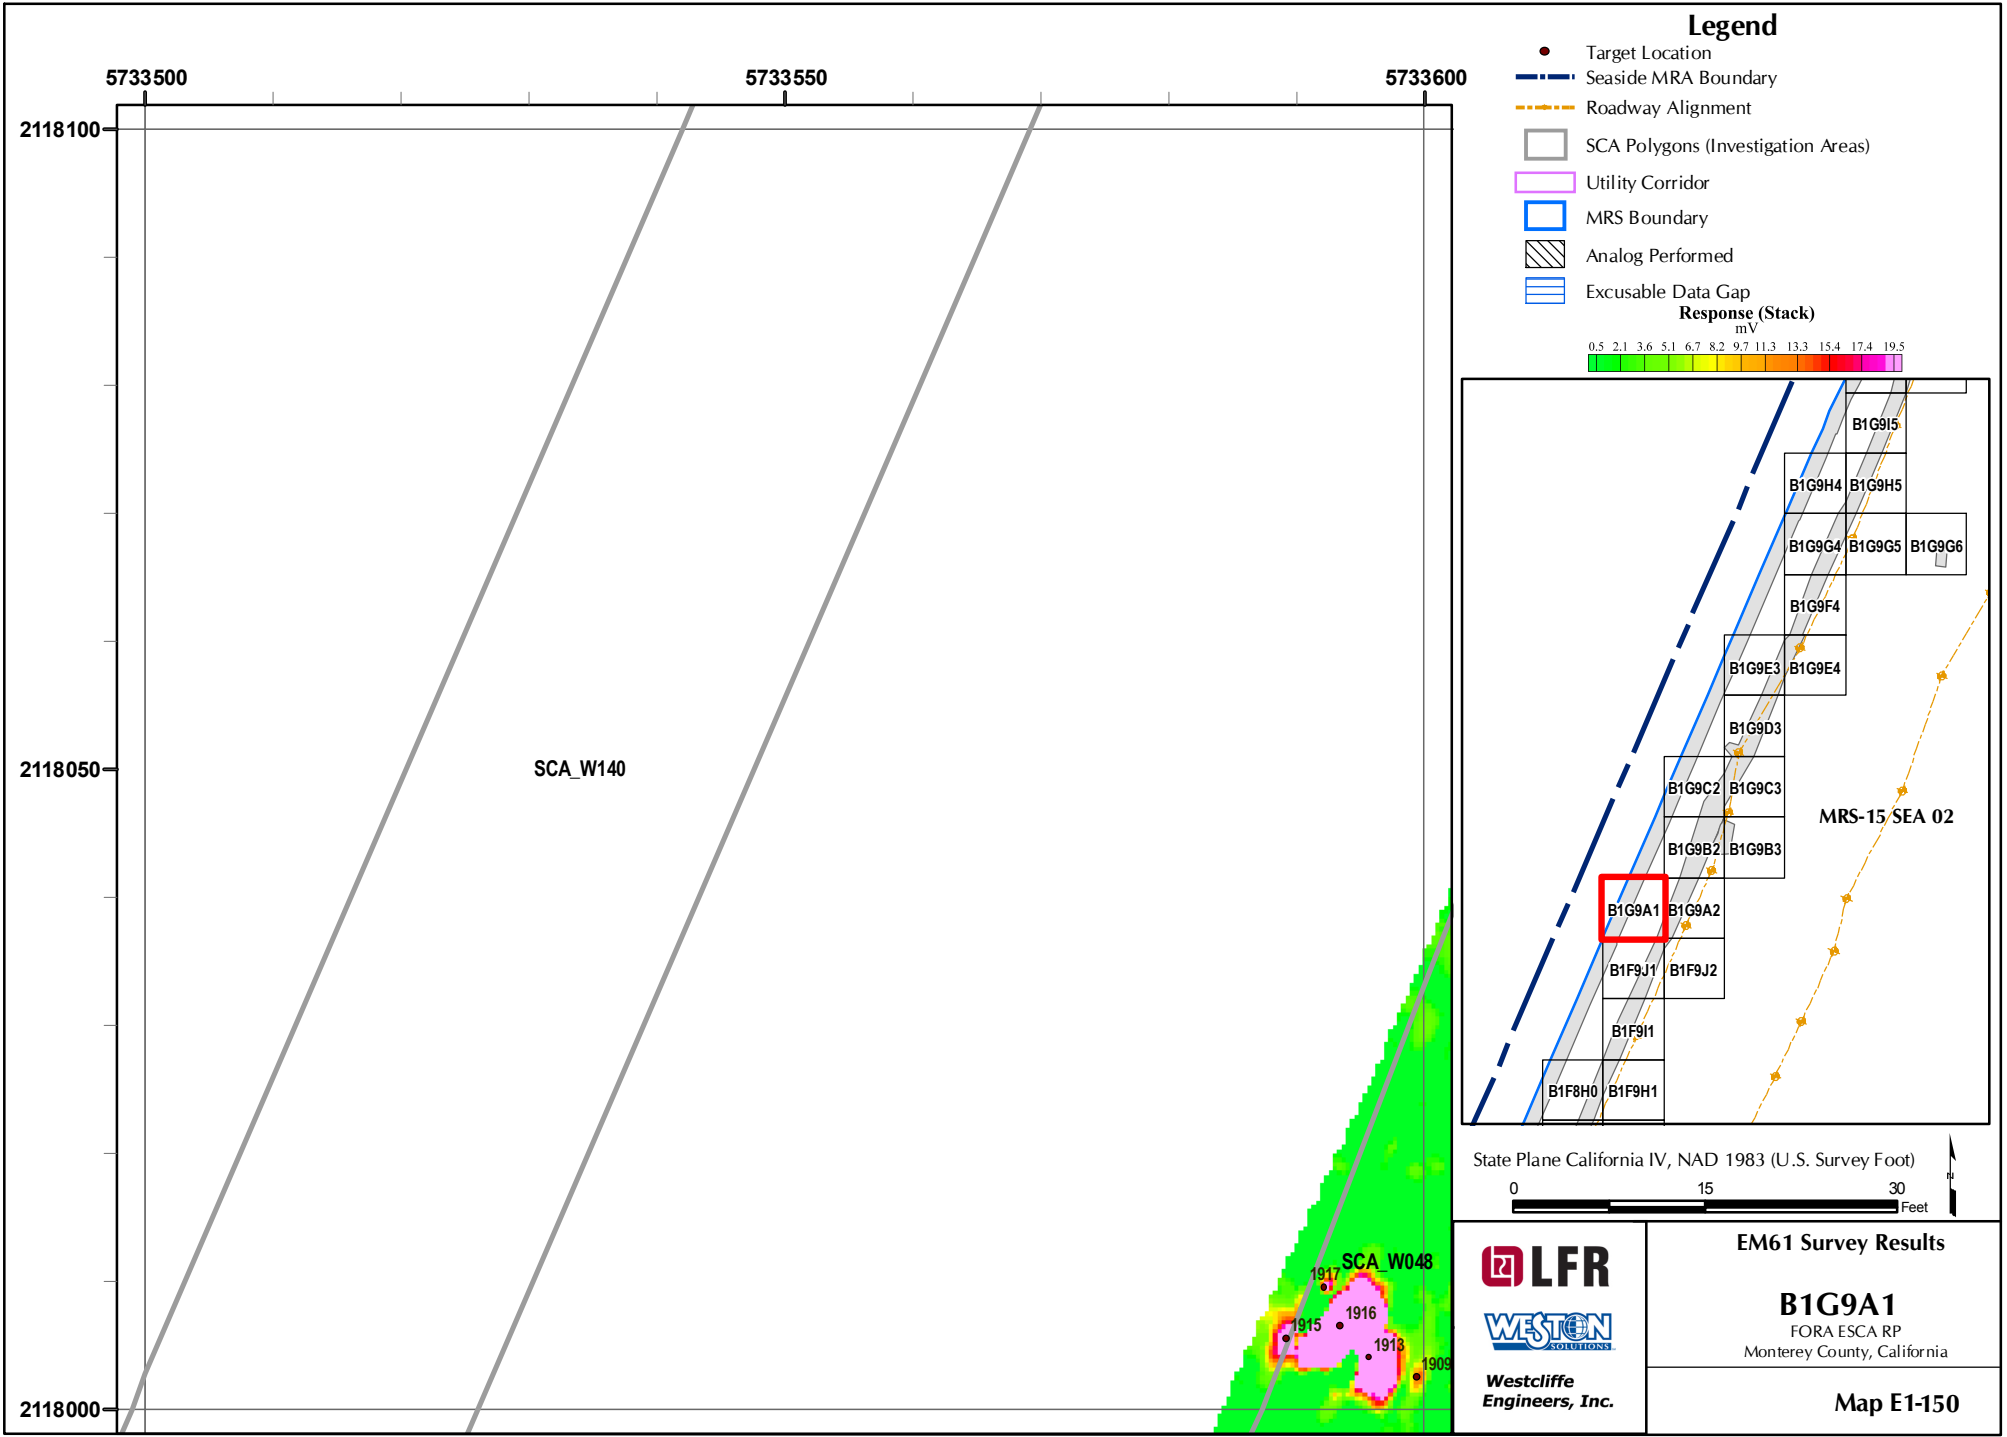 5733500
5733550
5733600
2118100
2118050
2118000
SCA_W140
SCA_W048
1917
1916
1915
1913
1909
Legend
Target Location
Seaside MRA Boundary
Roadway Alignment
SCA Polygons (Investigation Areas)
Utility Corridor
MRS Boundary
Analog Performed
Excusable Data Gap
Response (Stack)
mV
0.5 2.1 3.6 5.1 6.7 8.2 9.7 11.3 13.3 15.4 17.4 19.5
B1G9I5
B1G9H4 B1G9H5
B1G9G4 B1G9G5 B1G9G6
B1G9F4
B1G9E3 B1G9E4
B1G9D3
B1G9C2 B1G9C3
MRS-15 SEA 02
B1G9B2 B1G9B3
B1G9A1 B1G9A2
B1F9J1 B1F9J2
B1F9I1
B1F8H0 B1F9H1
State Plane California IV, NAD 1983 (U.S. Survey Foot)
N
0 15 30
Feet
LFR
WESTON
SOLUTIONS
Westcliffe
Engineers, Inc.
EM61 Survey Results
B1G9A1
FORA ESCA RP
Monterey County, California
Map E1-150